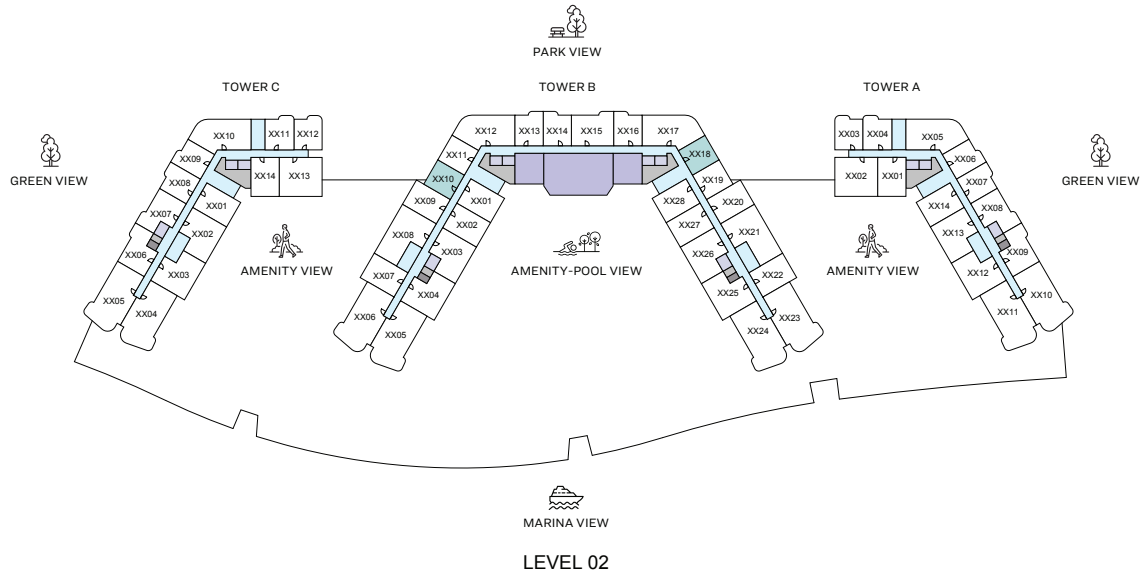 PARK VIEW
TOWER C
TOWER B
TOWER A
GREEN VIEW
XX10
XX11
XX12
XX09
XX08
XX07
XX06
XX05
XX04
XX03
XX02
XX01
XX14
XX13
AMENITY VIEW
XX12
XX13
XX14
XX15
XX16
XX17
XX11
XX10
XX09
XX08
XX07
XX06
XX05
XX04
XX03
XX02
XX01
XX18
XX19
XX20
XX21
XX22
XX23
XX24
XX25
XX26
XX27
XX28
AMENITY-POOL VIEW
XX03
XX04
XX05
XX02
XX01
XX06
XX07
XX08
XX09
XX10
XX11
XX12
XX13
XX14
AMENITY VIEW
GREEN VIEW
MARINA VIEW
LEVEL 02